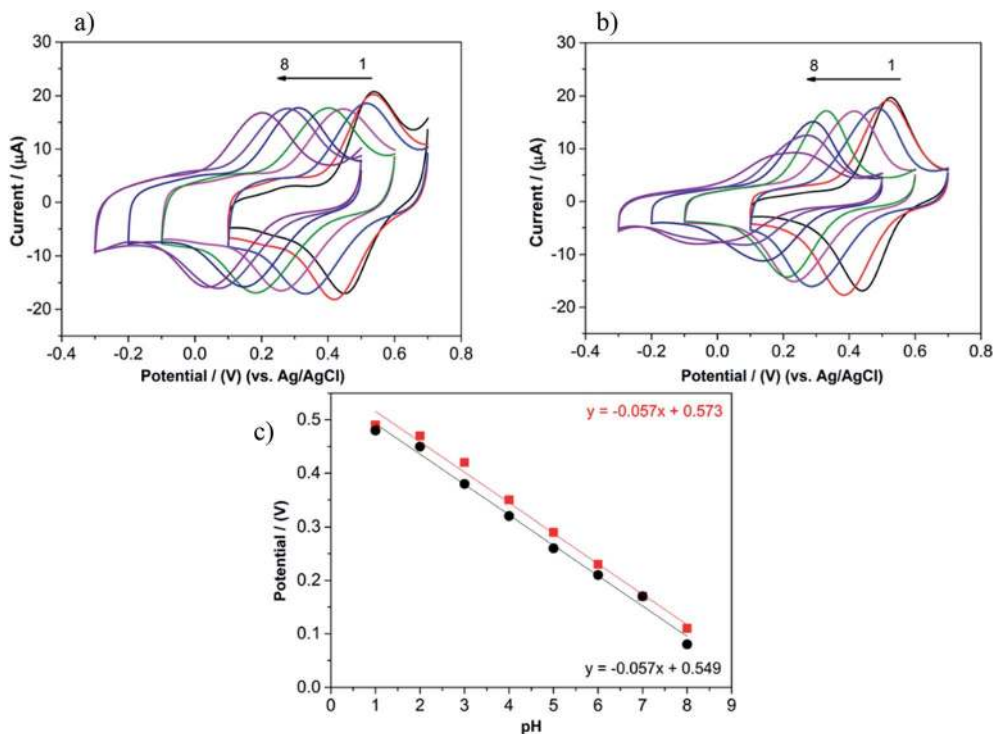 a)
8 1
30
20
10
0
-10
-20
Current / (µA)
-0.4 -0.2 0.0 0.2 0.4 0.6 0.8
Potential / (V) (vs. Ag/AgCl)
b)
8 1
30
20
10
0
-10
-20
Current / (µA)
-0.4 -0.2 0.0 0.2 0.4 0.6 0.8
Potential / (V) (vs. Ag/AgCl)
c)
y = -0.057x + 0.573
0.5
0.4
0.3
0.2
0.1
0.0
Potential / (V)
y = -0.057x + 0.549
0 1 2 3 4 5 6 7 8 9
pH